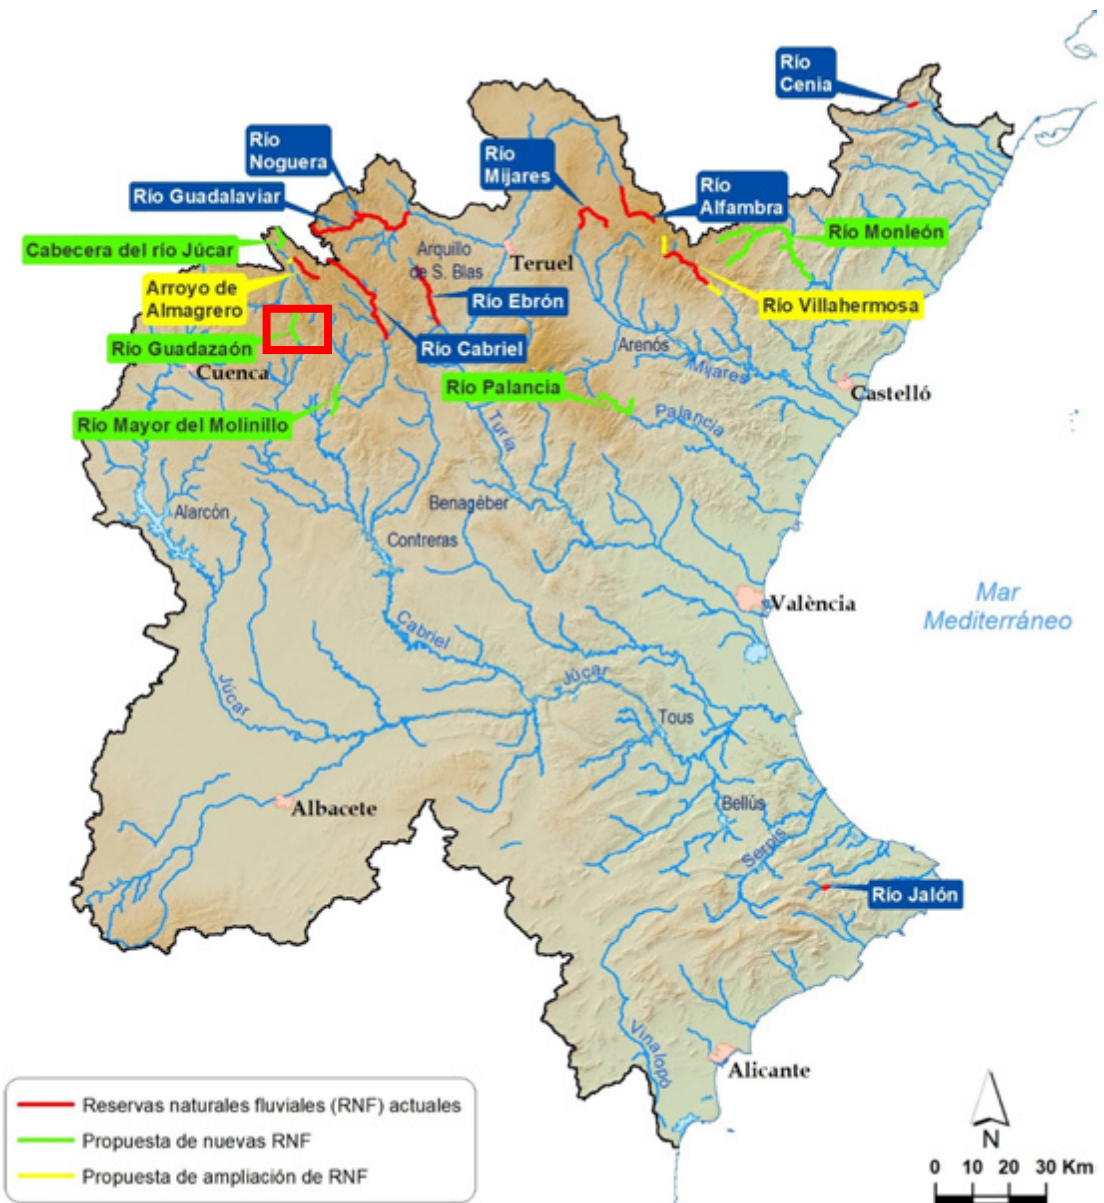 Río
Cenia
Río
Noguera
Río
Mijares
Río
Alfambra
Río Guadalaviar
Río Monleón
Cabecera del río Júcar
Arquillo
de S. Blas
Teruel
Arroyo de
Almagrero
Río Ebrón
Río Villahermosa
Río Guadazaón
Río Cabriel
Arenós
Cuenca
Mijares
Castelló
Río Palancia
Palancia
Río Mayor del Molinillo
Turia
Benagéber
Alarcón
Contreras
València
Mar
Mediterráneo
Cabriel
Júcar
Júcar
Tous
Albacete
Bellús
Serpis
Río Jalón
Vinalopó
Alicante
Reservas naturales fluviales (RNF) actuales
Propuesta de nuevas RNF
Propuesta de ampliación de RNF
N
0 10 20 30 Km